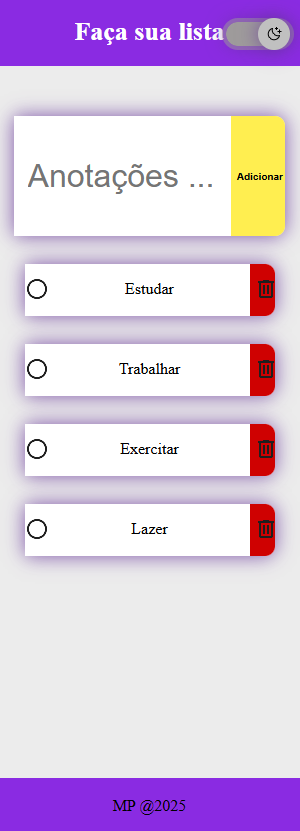 Faça sua lista
Anotações ...
Adicionar
Estudar
Trabalhar
Exercitar
Lazer
MP @2025